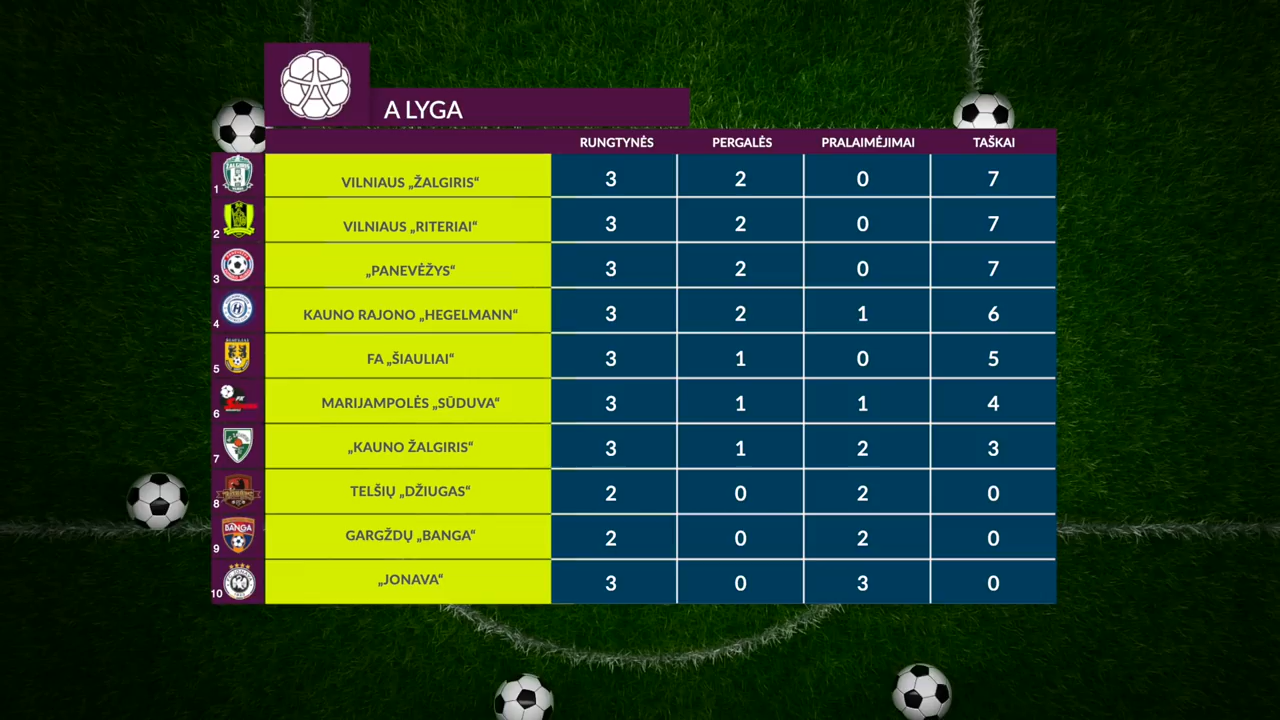 A LYGA
RUNGTYNĖS PERGALĖS PRALAIMĖJIMAI TAŠKAI
1 VILNIAUS „ŽALGIRIS“ 3 2 0 7
2 VILNIAUS „RITERIAI“ 3 2 0 7
3 „PANEVĖŽYS“ 3 2 0 7
4 KAUNO RAJONO „HEGELMANN“ 3 2 1 6
5 FA „ŠIAULIAI“ 3 1 0 5
6 MARIJAMPOLĖS „SŪDUVA“ 3 1 1 4
7 „KAUNO ŽALGIRIS“ 3 1 2 3
8 TELŠIŲ „DŽIUGAS“ 2 0 2 0
9 BANGA GARGŽDŲ „BANGA“ 2 0 2 0
10 „JONAVA“ 3 0 3 0